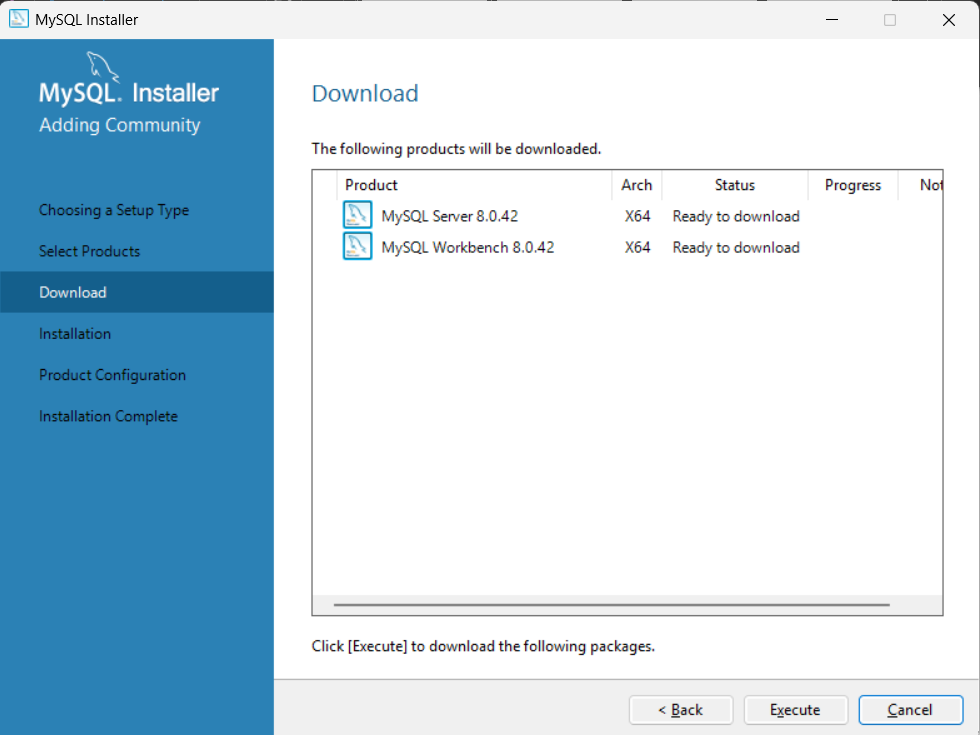 MySQL Installer
MySQL. Installer
Adding Community
Choosing a Setup Type
Select Products
Download
Installation
Product Configuration
Installation Complete
Download
The following products will be downloaded.
Product Arch Status Progress Not
MySQL Server 8.0.42 X64 Ready to download
MySQL Workbench 8.0.42 X64 Ready to download
Click [Execute] to download the following packages.
< Back Execute Cancel